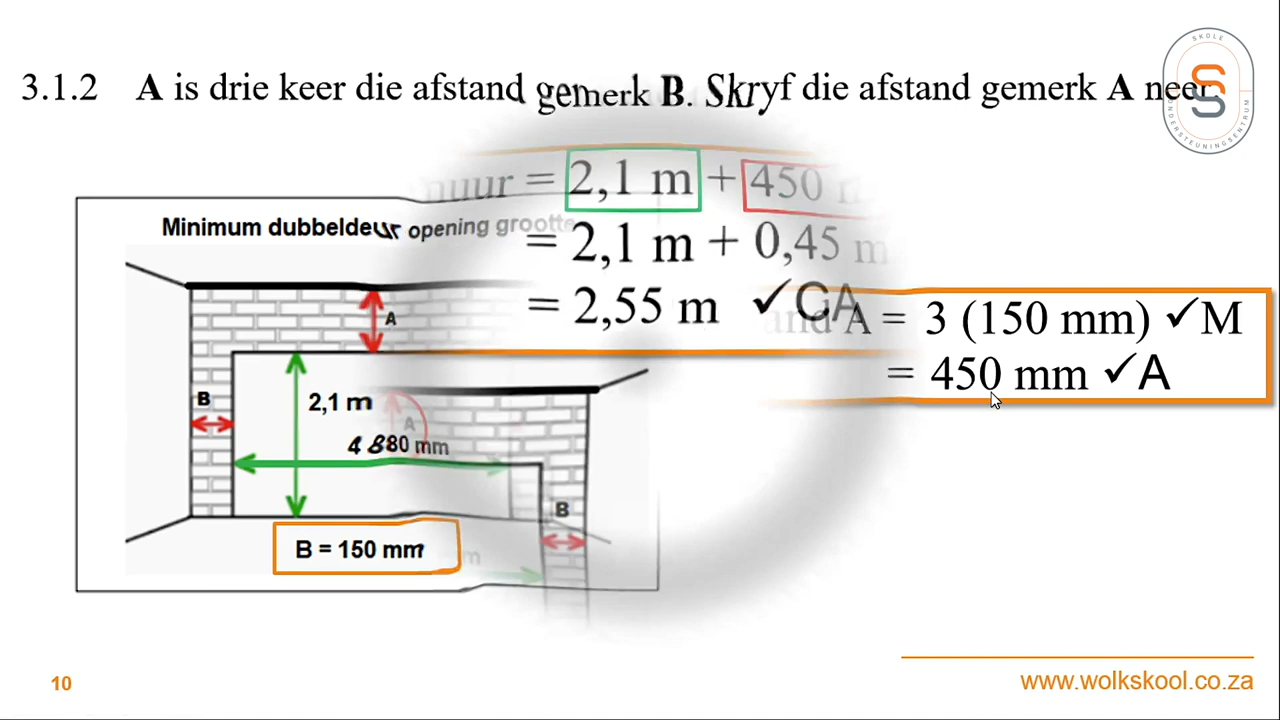 3.1.2 A is drie keer die afstand gemerk B. Skryf die afstand gemerk A neer.
SKOLE
ONDERSTEUNINGSENTRUM
= 2,1 m + 450
= 2,1 m + 0,45 m
= 2,55 m ✓CA
Minimum dubbeldeur opening grootte
A = 3 (150 mm) ✓M
= 450 mm ✓A
A
B
2,1 m
A
4 880 mm
B
B = 150 mm
10
www.wolkskool.co.za